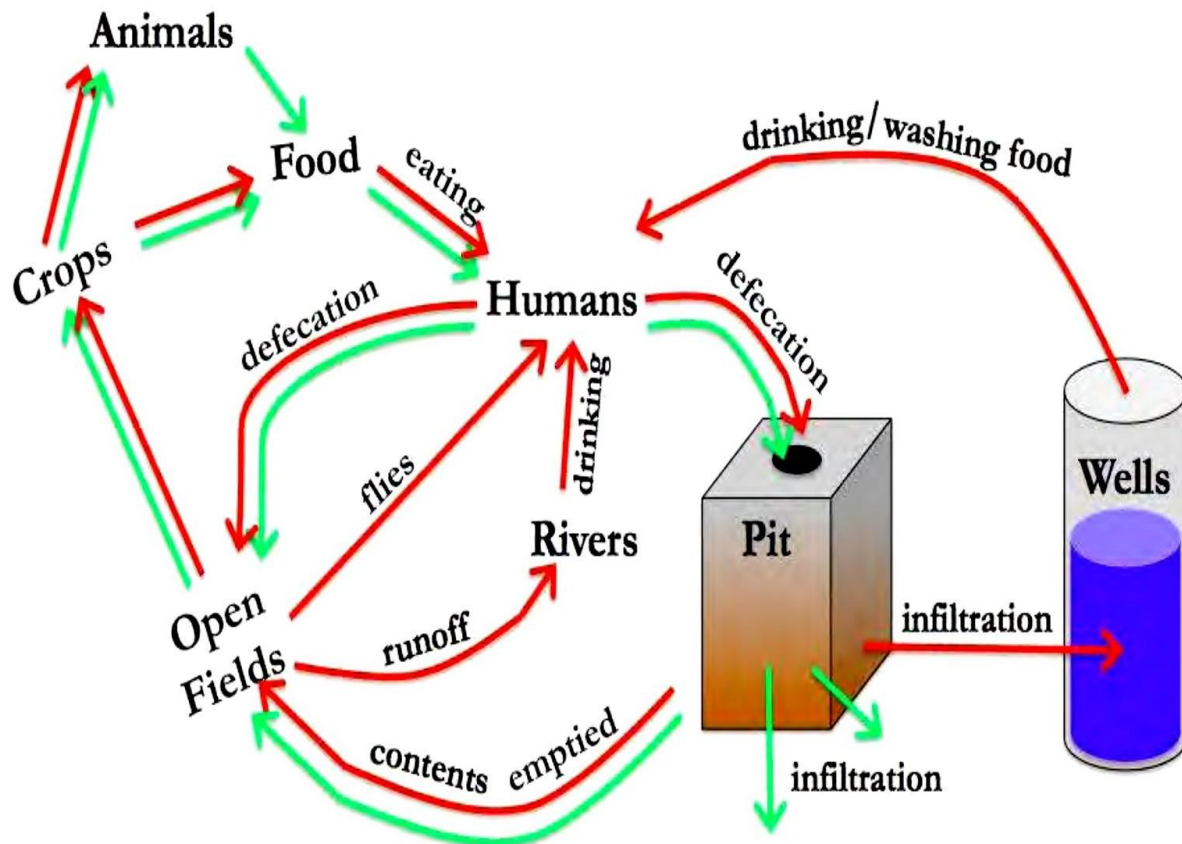 Animals
Food
eating
drinking/washing food
Crops
defecation
Humans
defecation
flies
drinking
Rivers
Pit
Wells
Open
Fields
runoff
infiltration
contents emptied
infiltration